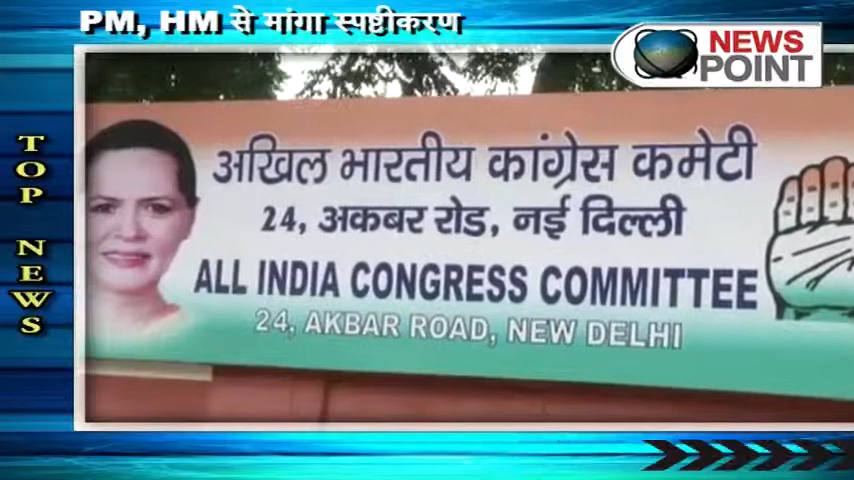 PM, HM से मांगा स्पष्टीकरण
NEWS
POINT
TOP NEWS
अखिल भारतीय कांग्रेस कमेटी
24, अकबर रोड, नई दिल्ली
ALL INDIA CONGRESS COMMITTEE
24, AKBAR ROAD, NEW DELHI